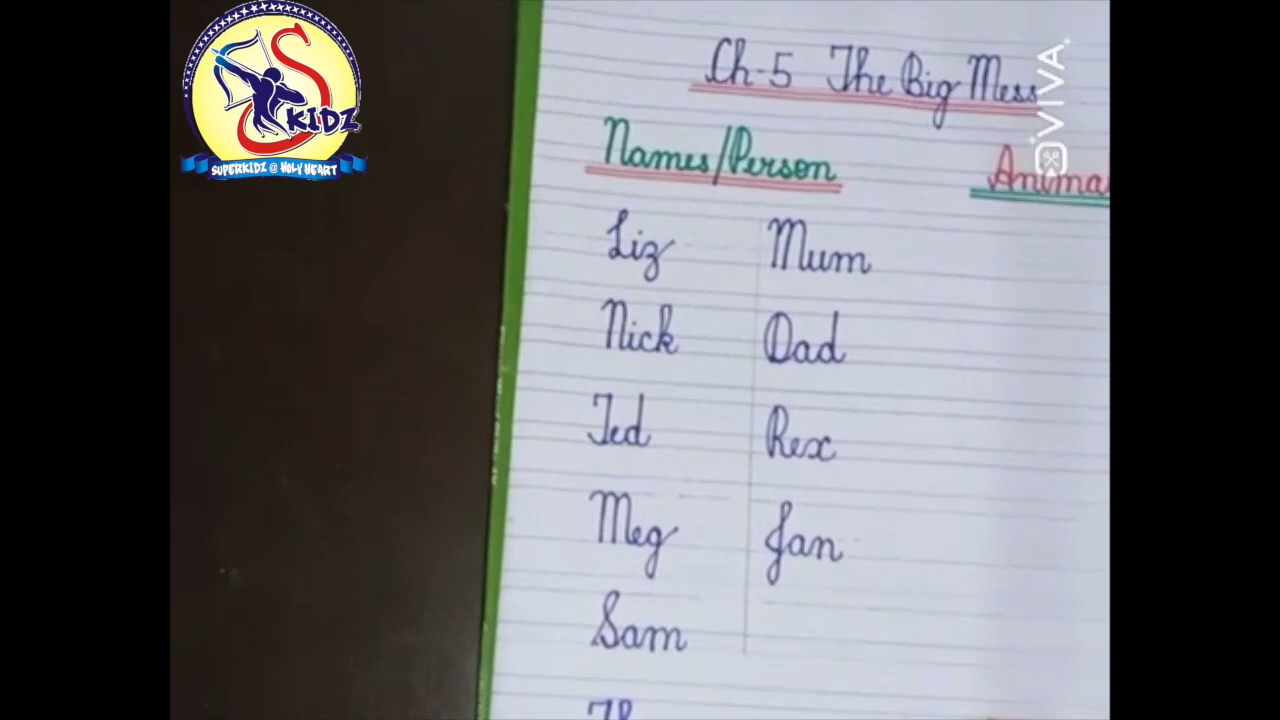 S
KIDZ
SUPERKIDZ @ HOLY HEART
VIVA
Ch-5 The Big Mess
Names/Person
Liz Mum
Nick Dad
Ted Rex
Meg Jan
Sam